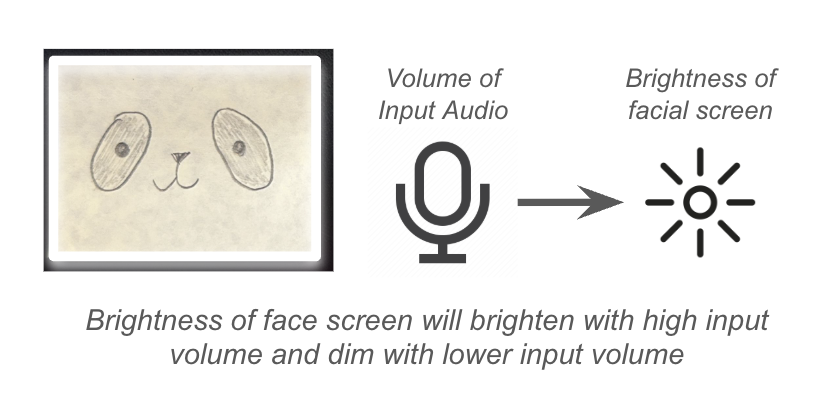 Volume of
Input Audio
Brightness of
facial screen
Brightness of face screen will brighten with high input
volume and dim with lower input volume